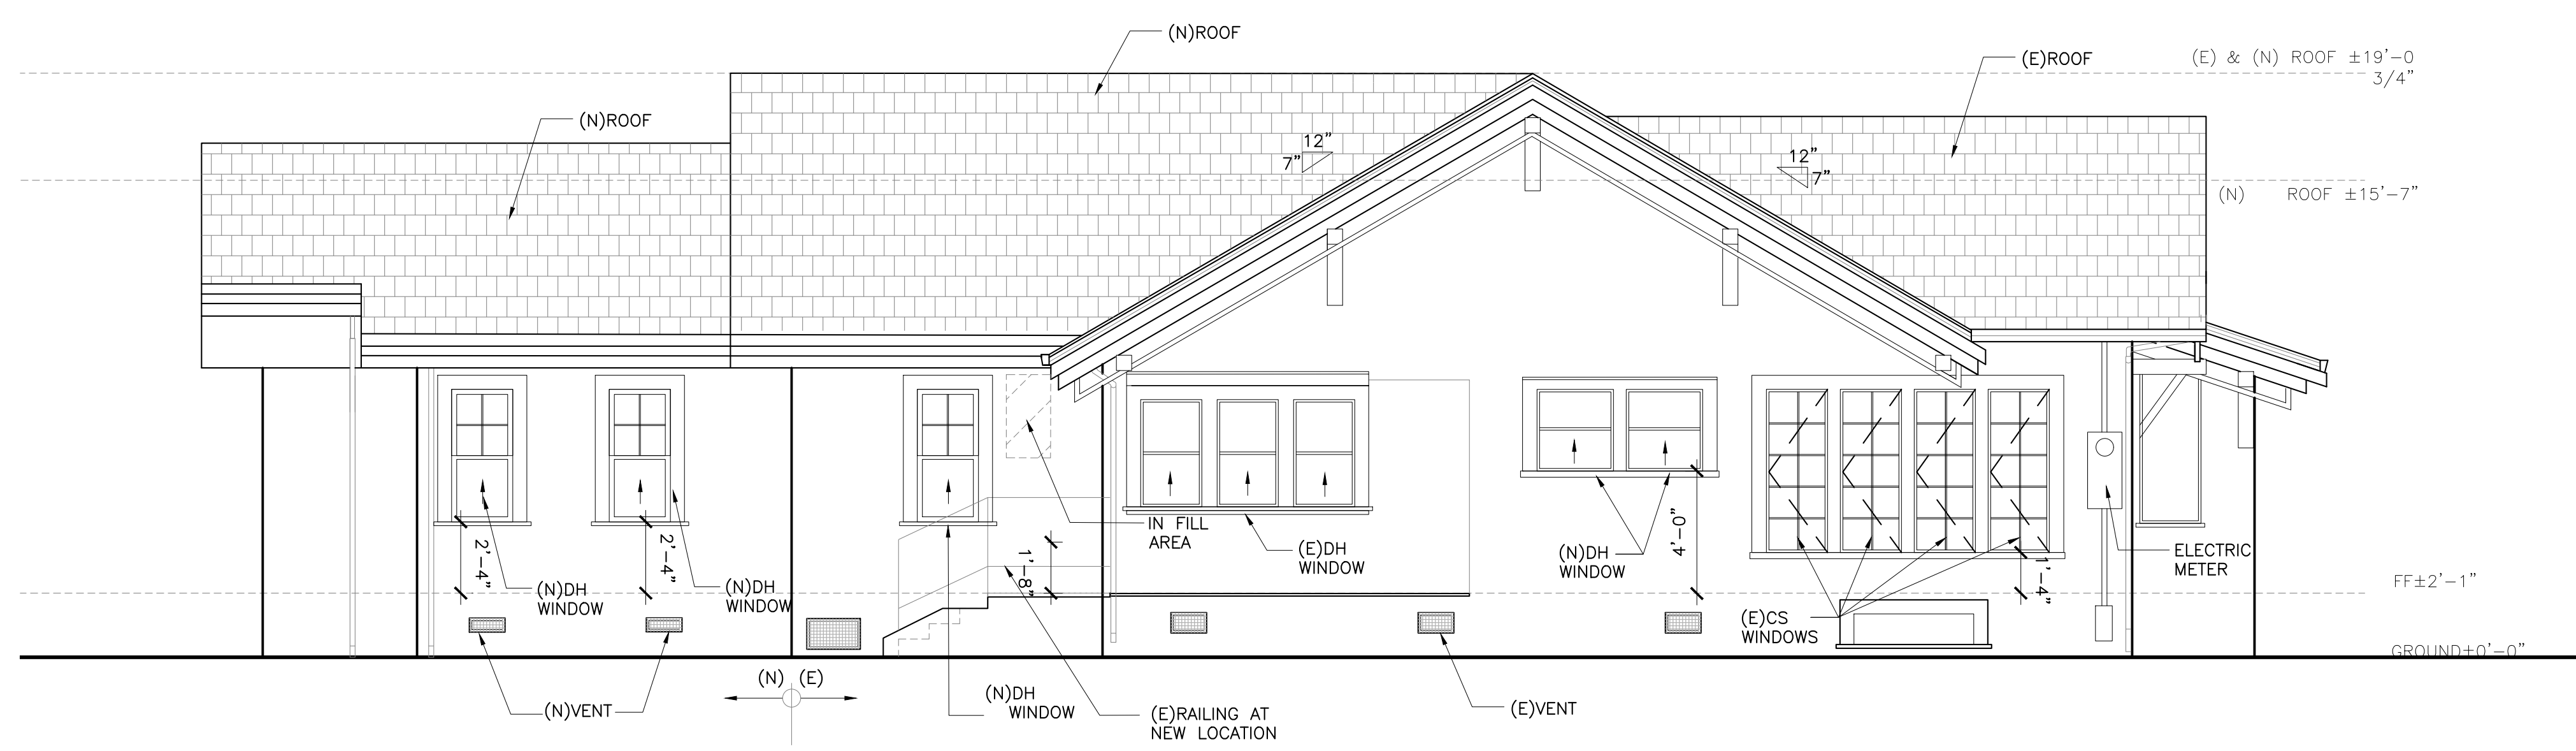 (N)ROOF
(E)ROOF
(E) & (N) ROOF ±19'-0
3/4"
(N)ROOF
12"
7"
12"
7"
(N) ROOF ±15'-7"
2'-4"
2'-4"
1'-8"
4'-0"
1'-4"
IN FILL
AREA
(E)DH
WINDOW
(N)DH
WINDOW
ELECTRIC
METER
(N)DH
WINDOW
(N)DH
WINDOW
FF±2'-1"
(E)CS
WINDOWS
GROUND±0'-0"
(N) (E)
(N)VENT
(N)DH
WINDOW
(E)RAILING AT
NEW LOCATION
(E)VENT